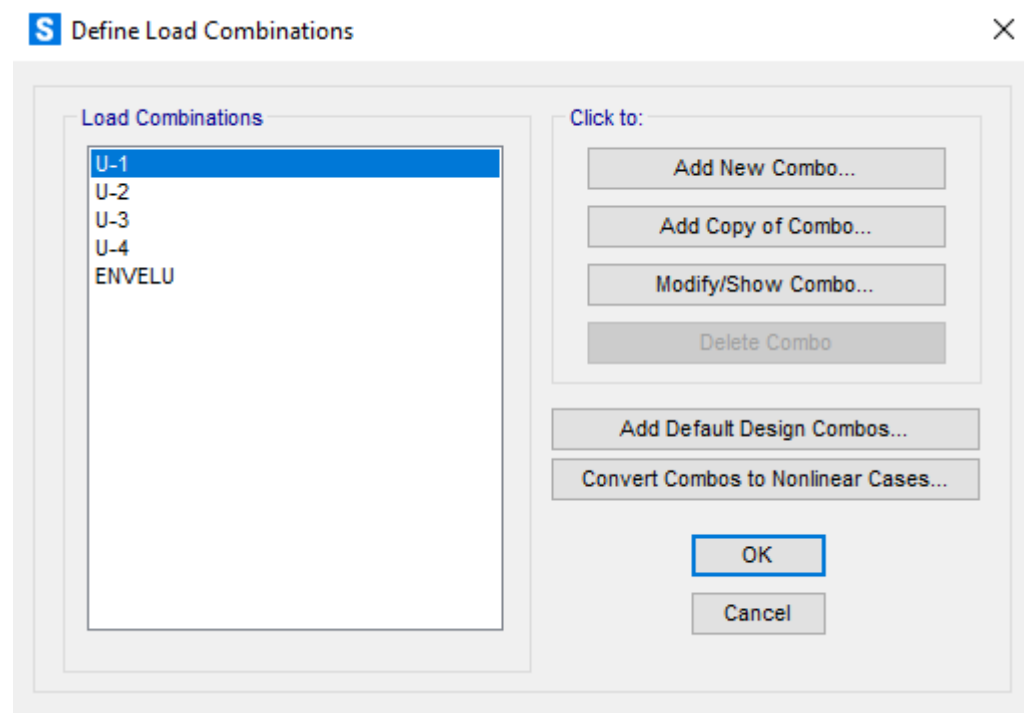 S Define Load Combinations
Load Combinations
U-1
U-2
U-3
U-4
ENVELU
Click to:
Add New Combo...
Add Copy of Combo...
Modify/Show Combo...
Delete Combo
Add Default Design Combos...
Convert Combos to Nonlinear Cases...
OK
Cancel